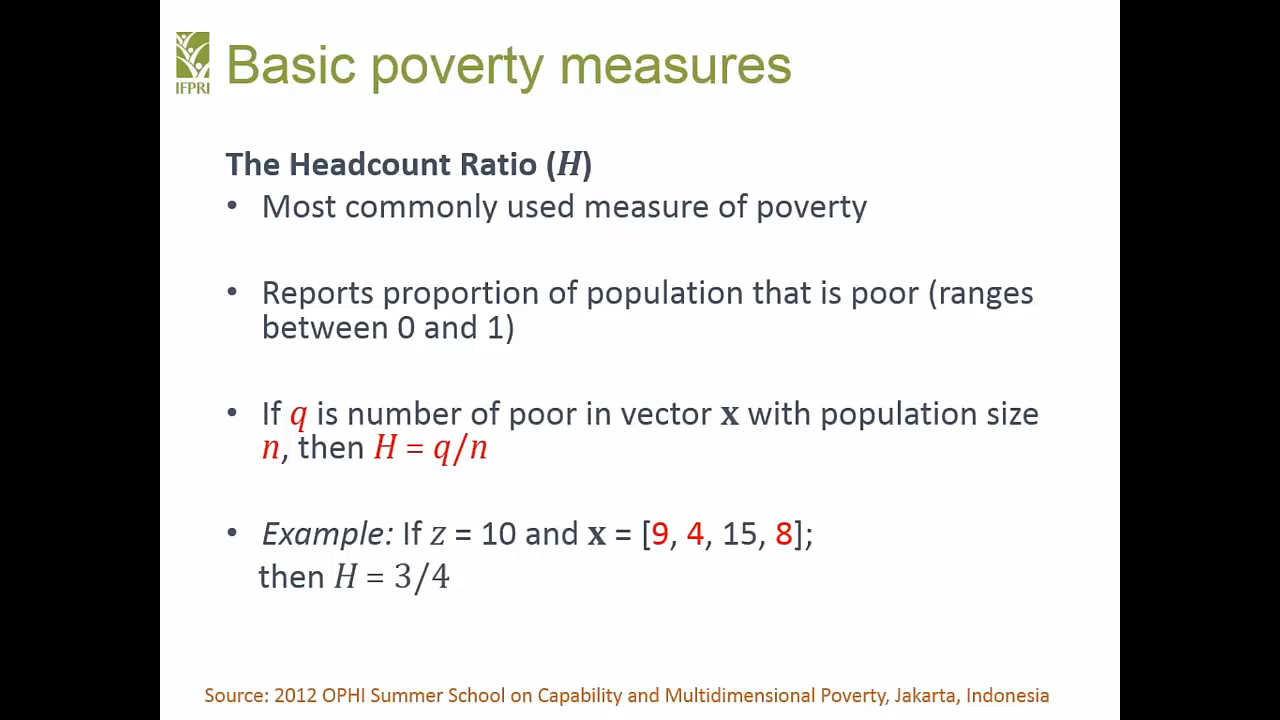 IFPRI
Basic poverty measures
The Headcount Ratio (H)
• Most commonly used measure of poverty
• Reports proportion of population that is poor (ranges
between 0 and 1)
• If q is number of poor in vector x with population size
n, then H = q/n
• Example: If z = 10 and x = [9, 4, 15, 8];
then H = 3/4
Source: 2012 OPHI Summer School on Capability and Multidimensional Poverty, Jakarta, Indonesia